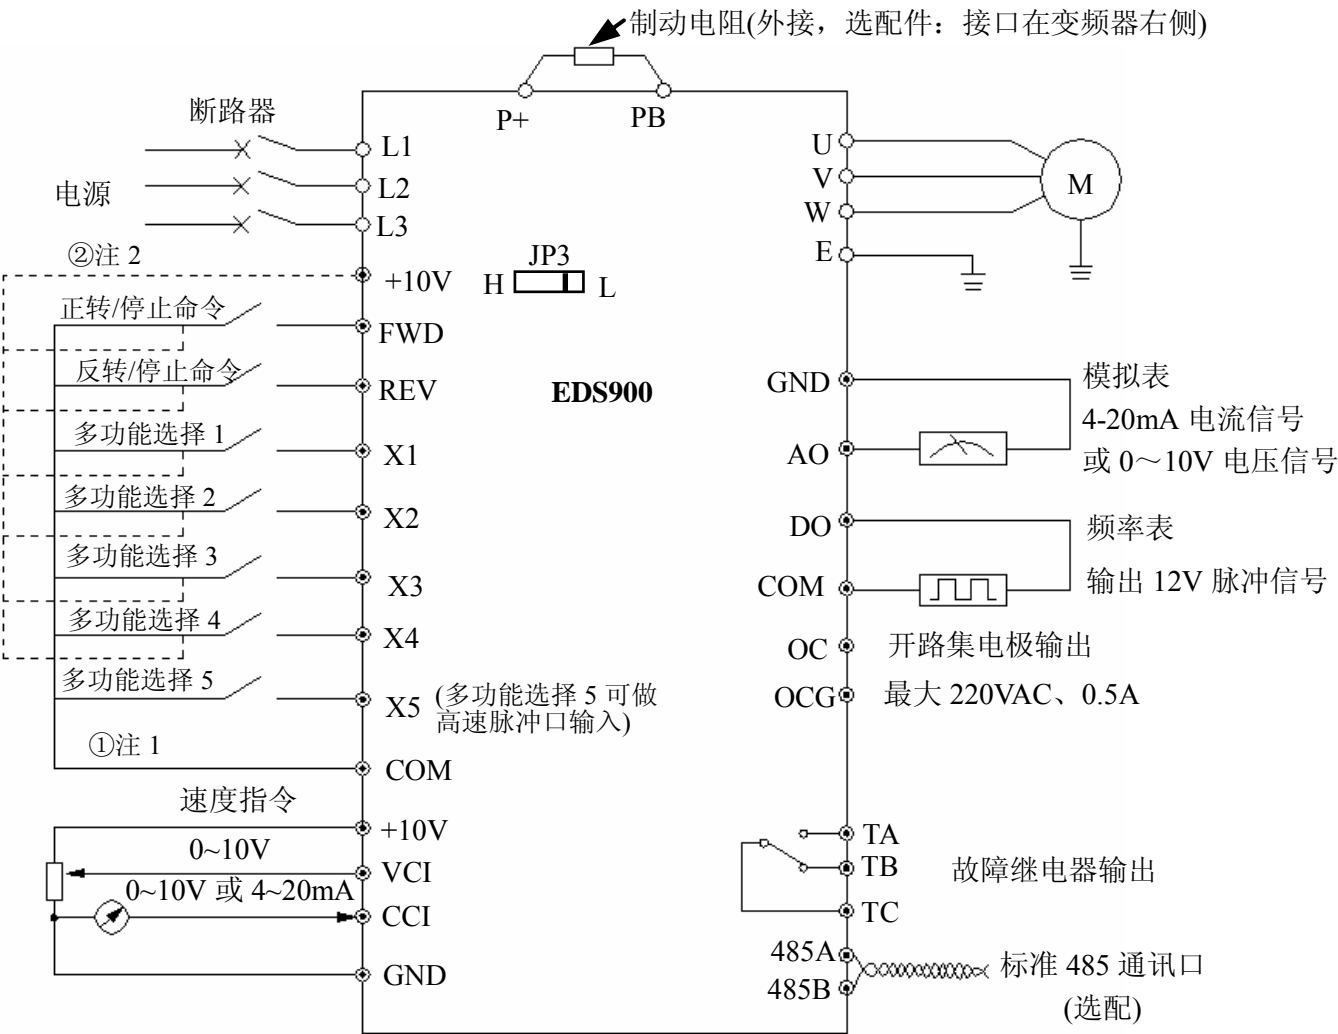 制动电阻(外接，选配件：接口在变频器右侧)
P+
PB
断路器
电源
L1
L2
L3
②注 2
+10V
正转/停止命令
FWD
反转/停止命令
REV
多功能选择 1
X1
多功能选择 2
X2
多功能选择 3
X3
多功能选择 4
X4
多功能选择 5
X5
(多功能选择 5 可做
高速脉冲口输入)
①注 1
COM
速度指令
+10V
0~10V
VCI
0~10V 或 4~20mA
CCI
GND
JP3
H
L
EDS900
U
V
W
E
M
GND
AO
模拟表
4-20mA 电流信号
或 0～10V 电压信号
DO
COM
频率表
输出 12V 脉冲信号
OC
开路集电极输出
OCG
最大 220VAC、0.5A
TA
TB
TC
故障继电器输出
485A
485B
标准 485 通讯口
(选配)